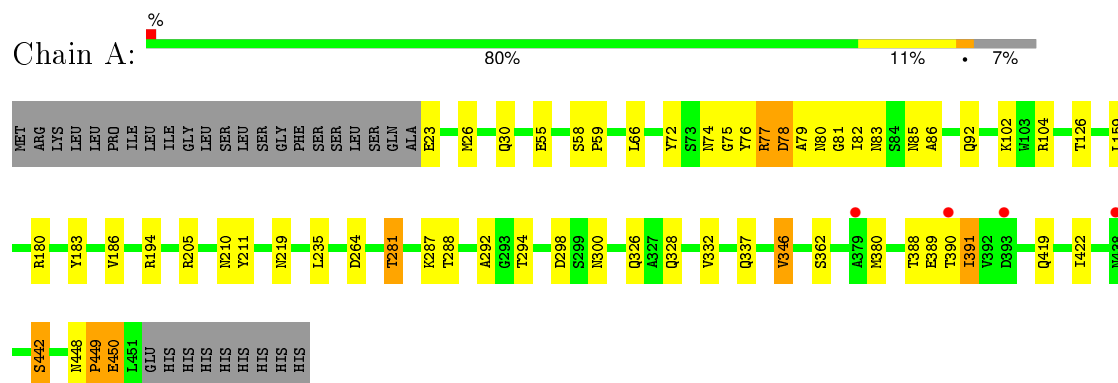 %
Chain A:
80% 11% • 7%
MET ARG LYS LEU LEU PRO ILE LEU ILE GLY LEU SER LEU SER GLY PHE SER SER LEU SER GLN ALA E23 M26 Q30 E55 S58 P59 L66 Y72 S73 N74 G75 Y76 R77 D78 A79 N80 G81 I82 N83 S84 N85 A86 Q92 K102 W103 R104 T126 L159
R180 Y183 V186 R194 R205 N210 Y211 N219 L235 D264 T281 K287 T288 A292 G293 T294 D298 S299 N300 Q326 A327 Q328 V332 Q337 V346 S362 A379 M380 T388 E389 T390 I391 V392 D393 Q419 I422 N438
S442 N448 P449 E450 L451 GLU HIS HIS HIS HIS HIS HIS HIS HIS